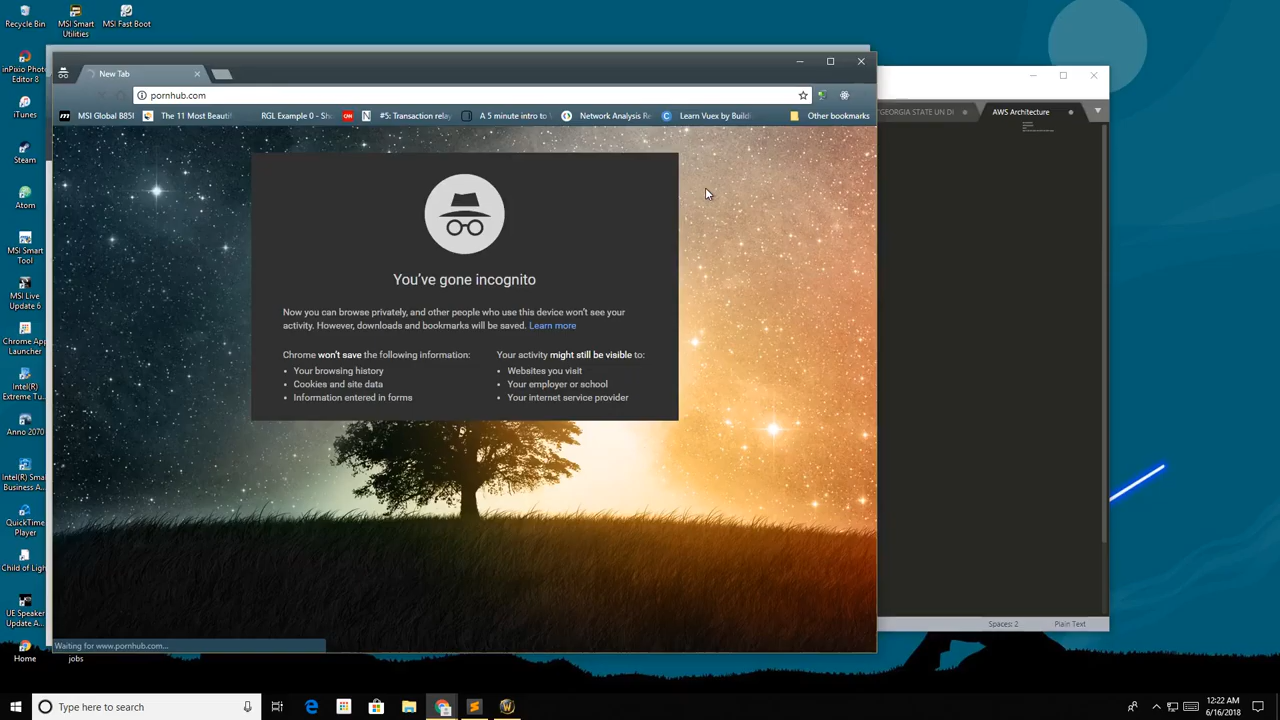 Recycle Bin
MSI Smart
Utilities
MSI Fast Boot
inPixio Photo
Editor 8
iTunes
Steam
Atom
MSI Smart
Tool
MSI Live
Update 6
Chrome App
Launcher
Intel(R)
Extreme Tu...
Anno 2070
Intel(R) Small
Business A...
QuickTime
Player
Child of Light
UE Speaker
Update A...
Home
jobs
New Tab
pornhub.com
MSI Global B85I
The 11 Most Beauti
RGL Example 0 - Sho
CNN
N
#5: Transaction relay
A 5 minute intro to
Network Analysis Re
C
Learn Vuex by Build
Other bookmarks
You've gone incognito
Now you can browse privately, and other people who use this device won't see your
activity. However, downloads and bookmarks will be saved. Learn more
Chrome won't save the following information:
• Your browsing history
• Cookies and site data
• Information entered in forms
Your activity might still be visible to:
• Websites you visit
• Your employer or school
• Your internet service provider
Waiting for www.pornhub.com...
GEORGIA STATE UN DI
AWS Architecture
Spaces: 2
Plain Text
Type here to search
12:22 AM
6/16/2018